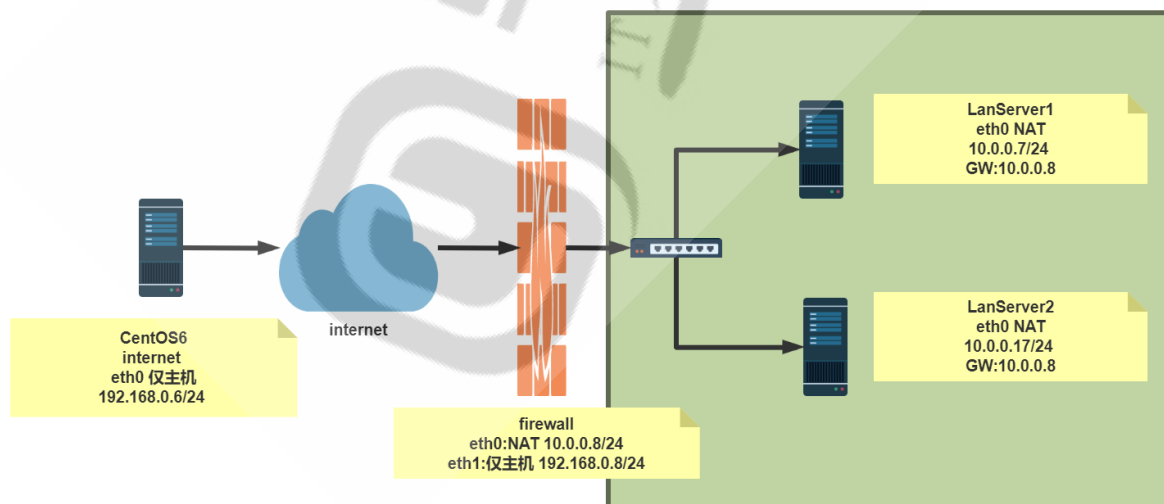 LanServer1
eth0 NAT
10.0.0.7/24
GW:10.0.0.8
internet
CentOS6
internet
eth0 仅主机
192.168.0.6/24
LanServer2
eth0 NAT
10.0.0.17/24
GW:10.0.0.8
firewall
eth0:NAT 10.0.0.8/24
eth1:仅主机 192.168.0.8/24
IT